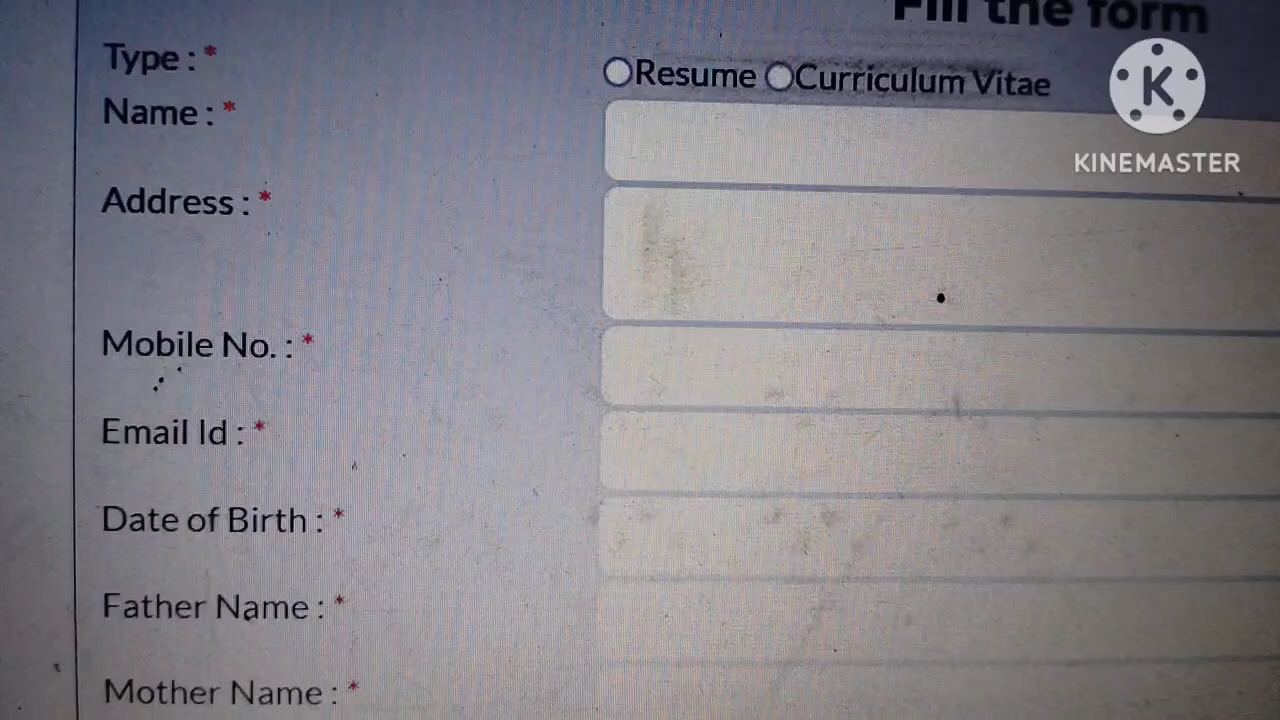 Fill the form
Type : *
Resume Curriculum Vitae
Name : *
Address : *
Mobile No. : *
Email Id : *
Date of Birth : *
Father Name : *
Mother Name : *
K
KINEMASTER